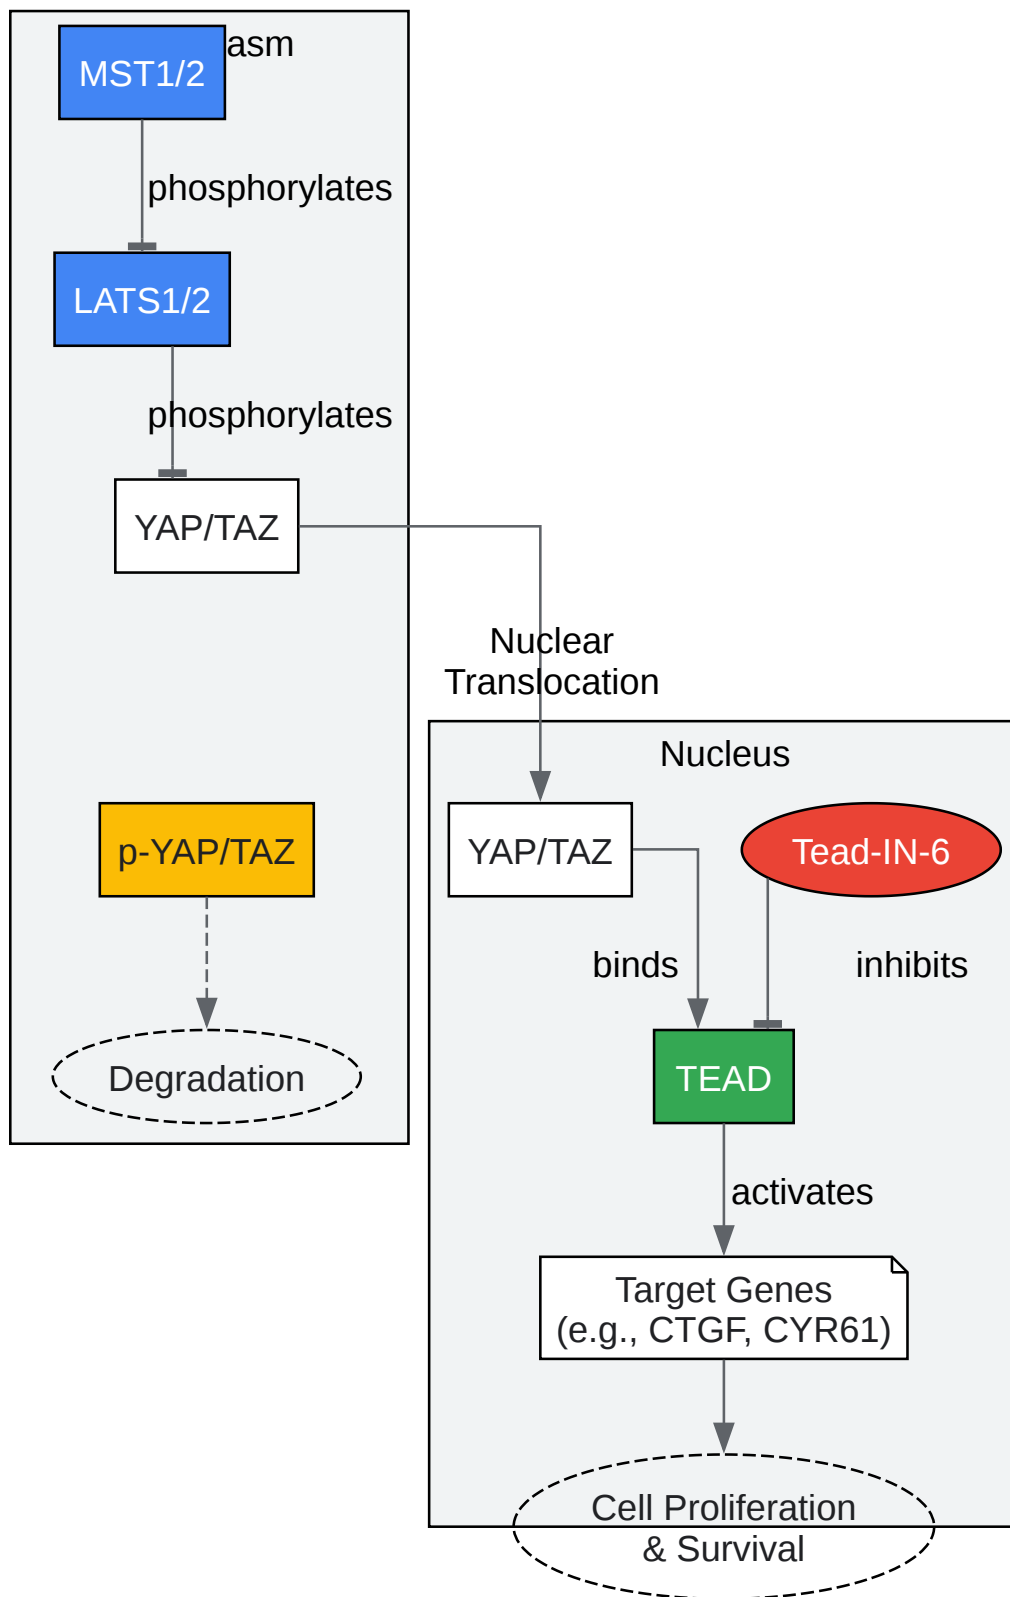 asm
MST1/2
phosphorylates
LATS1/2
phosphorylates
YAP/TAZ
Nuclear
Translocation
Nucleus
p-YAP/TAZ
YAP/TAZ
Tead-IN-6
binds
inhibits
Degradation
TEAD
activates
Target Genes
(e.g., CTGF, CYR61)
Cell Proliferation
& Survival